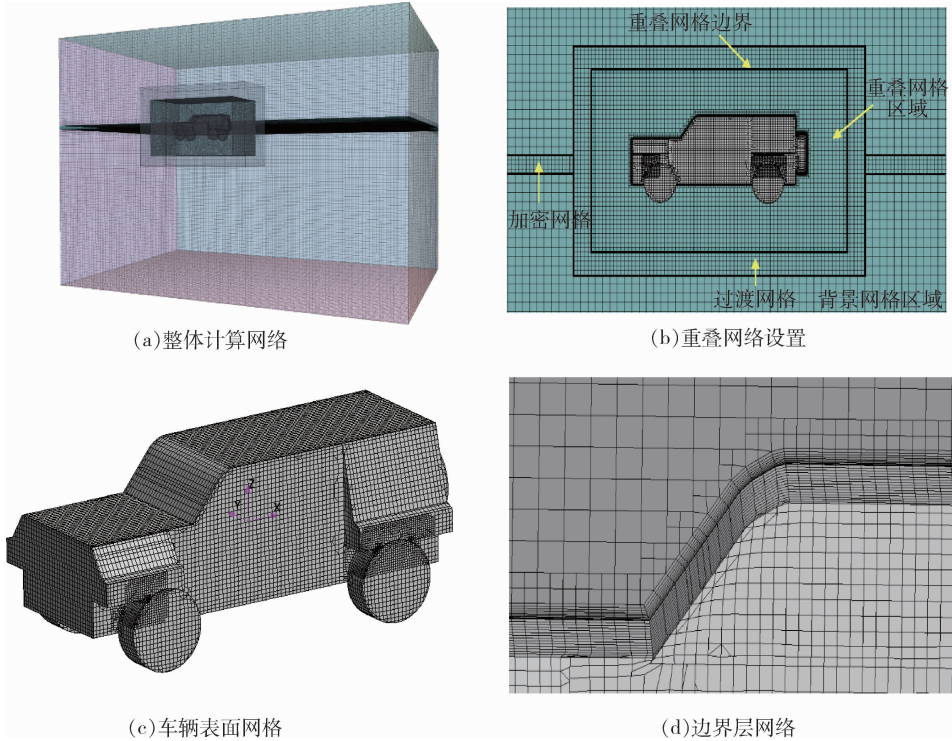 重叠网格边界
重叠网格
区域
加密网格
过渡网格
背景网格区域
(a)整体计算网络
(b)重叠网络设置
Z
Y
X
(c)车辆表面网格
(d)边界层网络